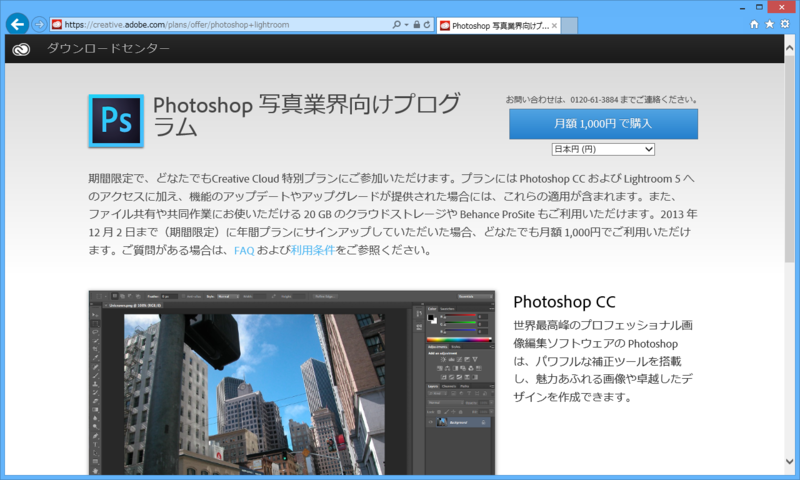 https://creative.adobe.com/plans/offer/photoshop+lightroom
Photoshop 写真業界向けプ...
ダウンロードセンター
Ps
Photoshop 写真業界向けプログ
ラム
お問い合わせは、0120-61-3884 までご連絡ください。
月額 1,000円 で購入
日本円 (円)
期間限定で、どなたでもCreative Cloud 特別プランにご参加いただけます。プランには Photoshop CC および Lightroom 5 へ
のアクセスに加え、機能のアップデートやアップグレードが提供された場合には、これらの適用が含まれます。また、
ファイル共有や共同作業にお使いいただける 20 GB のクラウドストレージや Behance ProSite もご利用いただけます。2013 年
12 月 2 日まで（期間限定）に年間プランにサインアップしていただいた場合、どなたでも月額 1,000円でご利用いただけ
ます。ご質問がある場合は、FAQ および利用条件をご参照ください。
Photoshop CC
世界最高峰のプロフェッショナル画
像編集ソフトウェアの Photoshop
は、パワフルな補正ツールを搭載
し、魅力あふれる画像や卓越したデ
ザインを作成できます。
Background